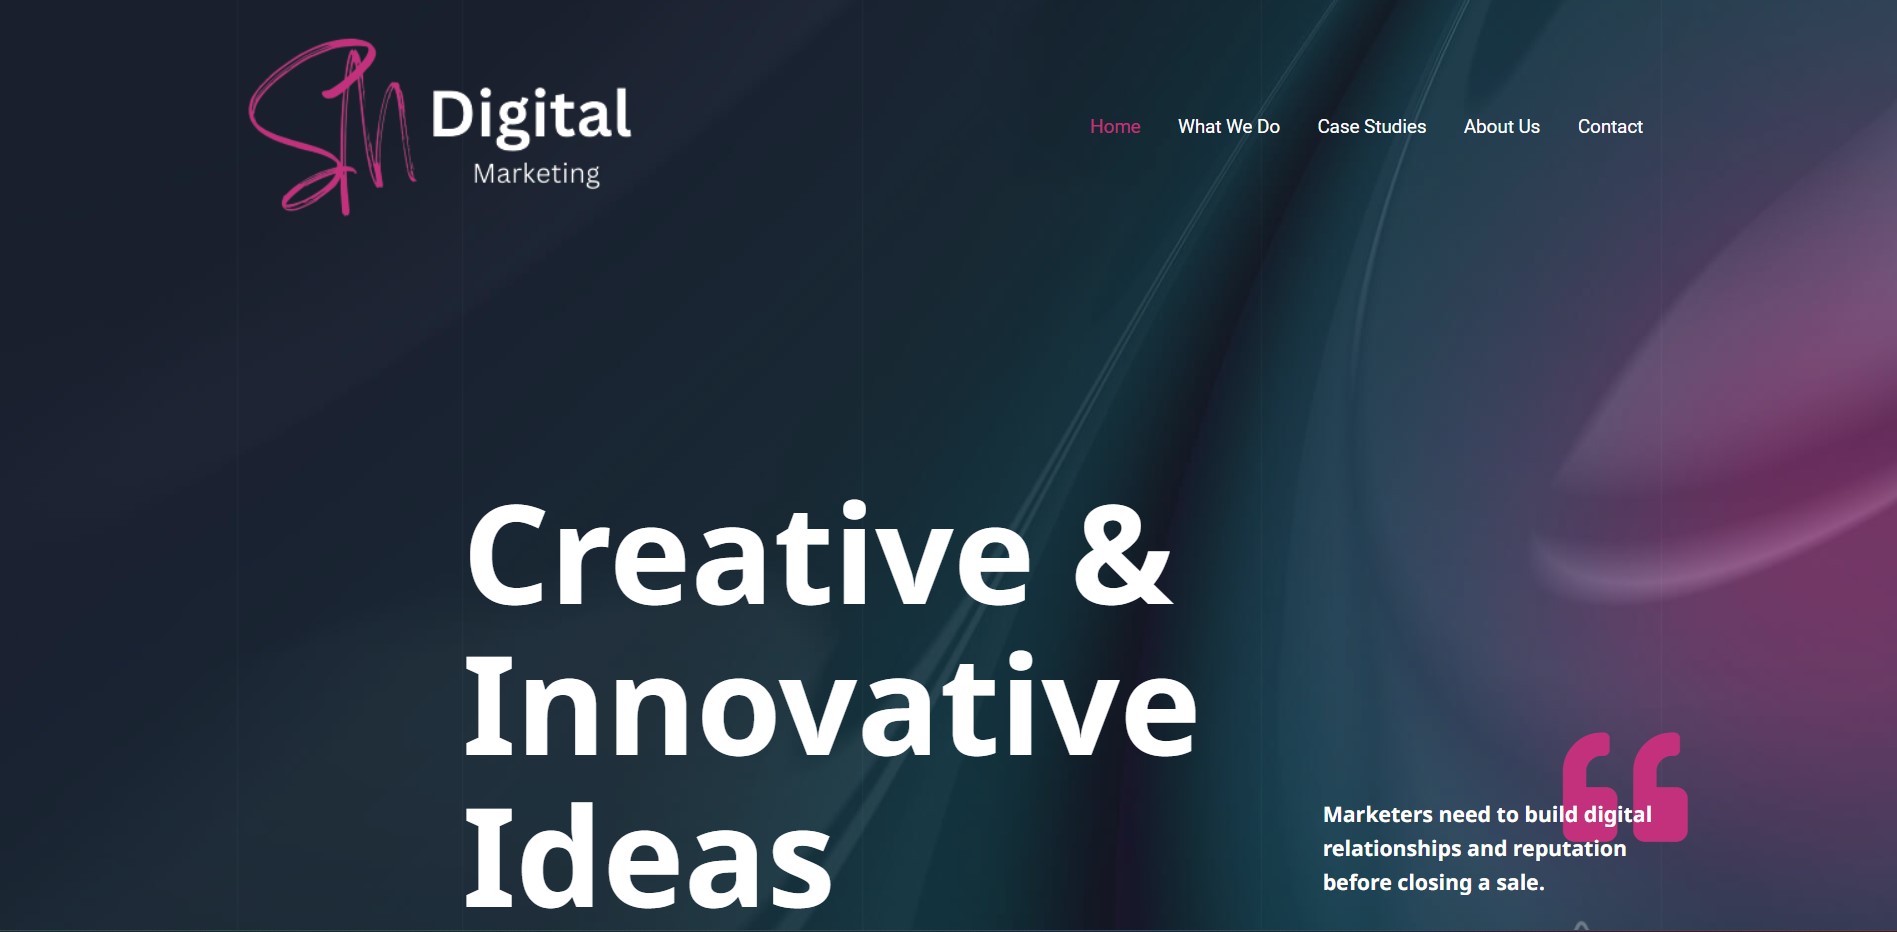 SM Digital
Marketing
Home What We Do Case Studies About Us Contact
Creative &
Innovative
Ideas
Marketers need to build digital
relationships and reputation
before closing a sale.